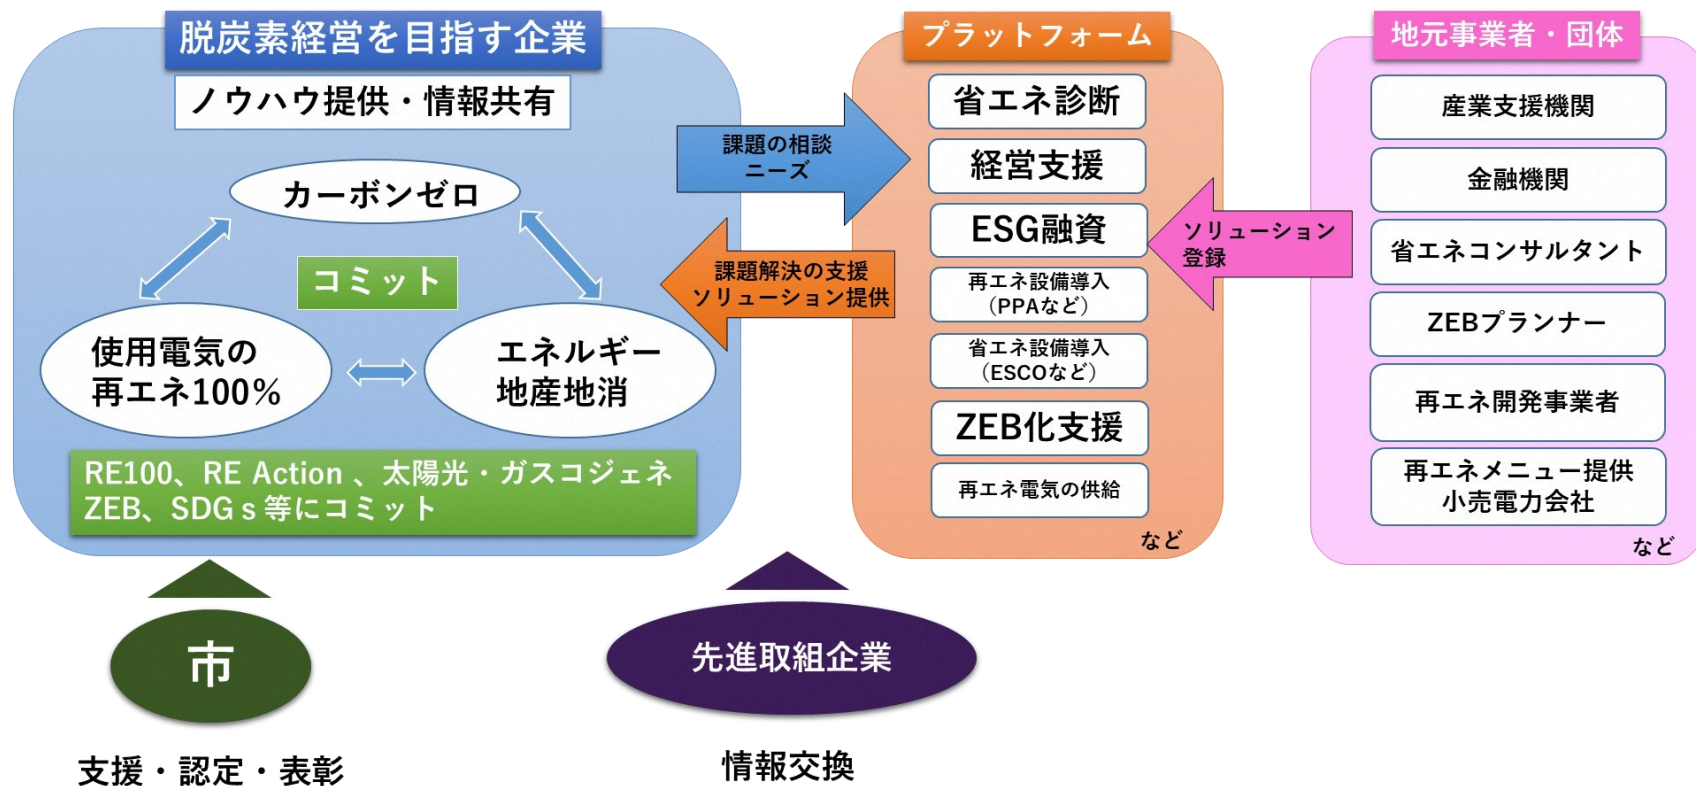 脱炭素経営を目指す企業
ノウハウ提供・情報共有
カーボンゼロ
コミット
使用電気の
再エネ100%
エネルギー
地産地消
RE100、RE Action 、太陽光・ガスコジェネ
ZEB、SDGｓ等にコミット
課題の相談
ニーズ
課題解決の支援
ソリューション提供
プラットフォーム
省エネ診断
経営支援
ESG融資
再エネ設備導入
（PPAなど）
省エネ設備導入
（ESCOなど）
ZEB化支援
再エネ電気の供給
など
ソリューション
登録
地元事業者・団体
産業支援機関
金融機関
省エネコンサルタント
ZEBプランナー
再エネ開発事業者
再エネメニュー提供
小売電力会社
など
市
支援・認定・表彰
先進取組企業
情報交換